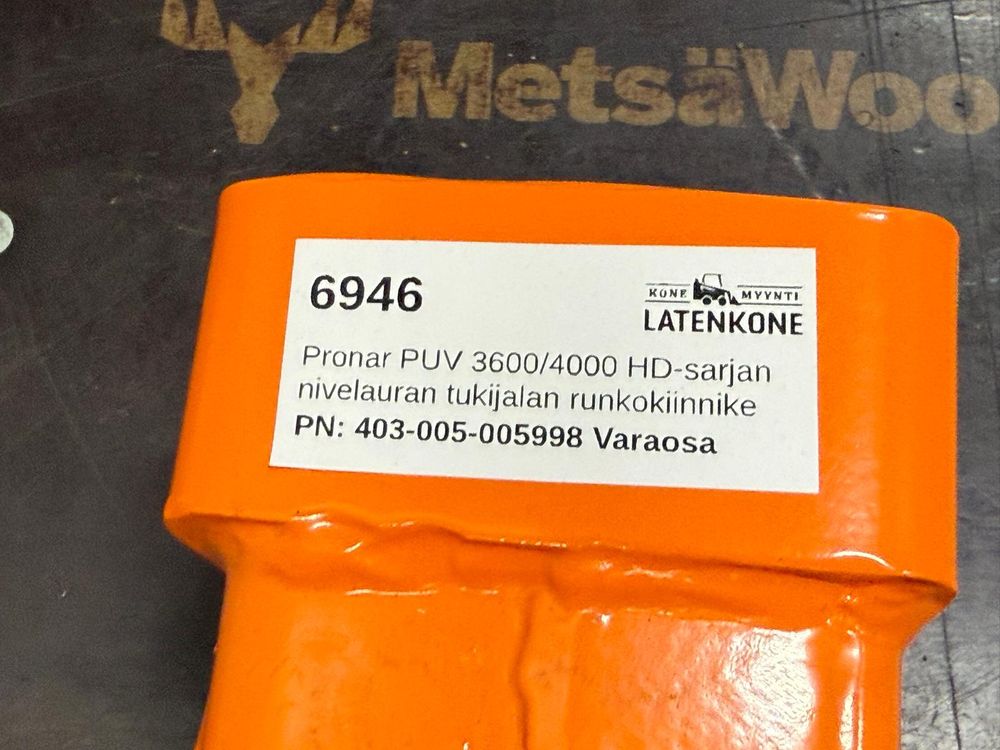 MetsäWoo
6946
KONE MYYNTI
LATENKONE
Pronar PUV 3600/4000 HD-sarjan
nivelauran tukijalan runkokiinnike
PN: 403-005-005998 Varaosa